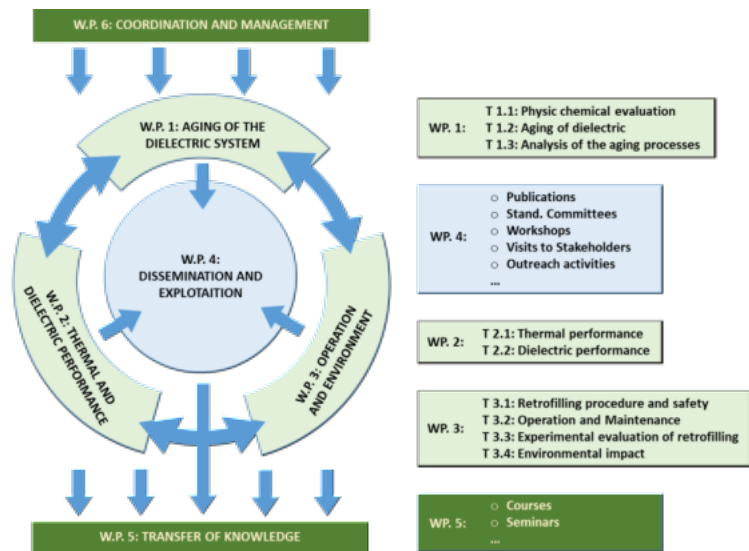 W.P. 6: COORDINATION AND MANAGEMENT
W.P. 1: AGING OF THE
DIELECTRIC SYSTEM
W.P. 4:
DISSEMINATION AND
EXPLOTAITION
W.P. 2: THERMAL AND
DIELECTRIC PERFORMANCE
W.P. 3: OPERATION
AND ENVIRONMENT
W.P. 5: TRANSFER OF KNOWLEDGE
WP. 1:
T 1.1: Physic chemical evaluation
T 1.2: Aging of dielectric
T 1.3: Analysis of the aging processes
WP. 4:
○ Publications
○ Stand. Committees
○ Workshops
○ Visits to Stakeholders
○ Outreach activities
...
WP. 2:
T 2.1: Thermal performance
T 2.2: Dielectric performance
WP. 3:
T 3.1: Retrofilling procedure and safety
T 3.2: Operation and Maintenance
T 3.3: Experimental evaluation of retrofilling
T 3.4: Environmental impact
WP. 5:
○ Courses
○ Seminars
...